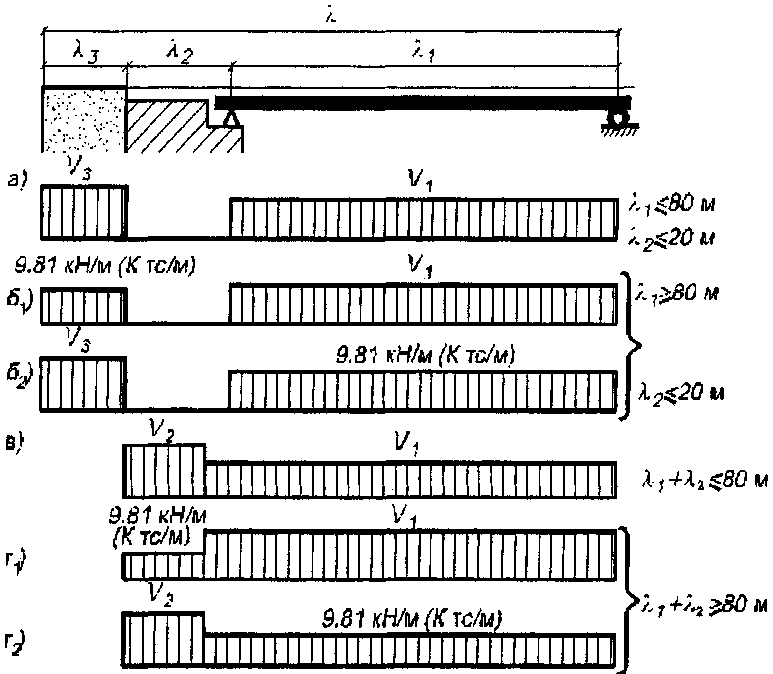 λ
λ₃ λ₂ λ₁
а) V₃ V₁ λ₁⩽80 м
λ₂⩽20 м
9.81 кН/м (К тс/м) V₁
б₁) λ₁⩾80 м
V₃ 9.81 кН/м (К тс/м)
б₂) λ₂⩽20 м
в) V₂ V₁
λ₁+λ₂⩽80 м
9.81 кН/м V₁
(К тс/м)
г₁)
V₂ λ₁+λ₂⩾80 м
9.81 кН/м (К тс/м)
г₂)